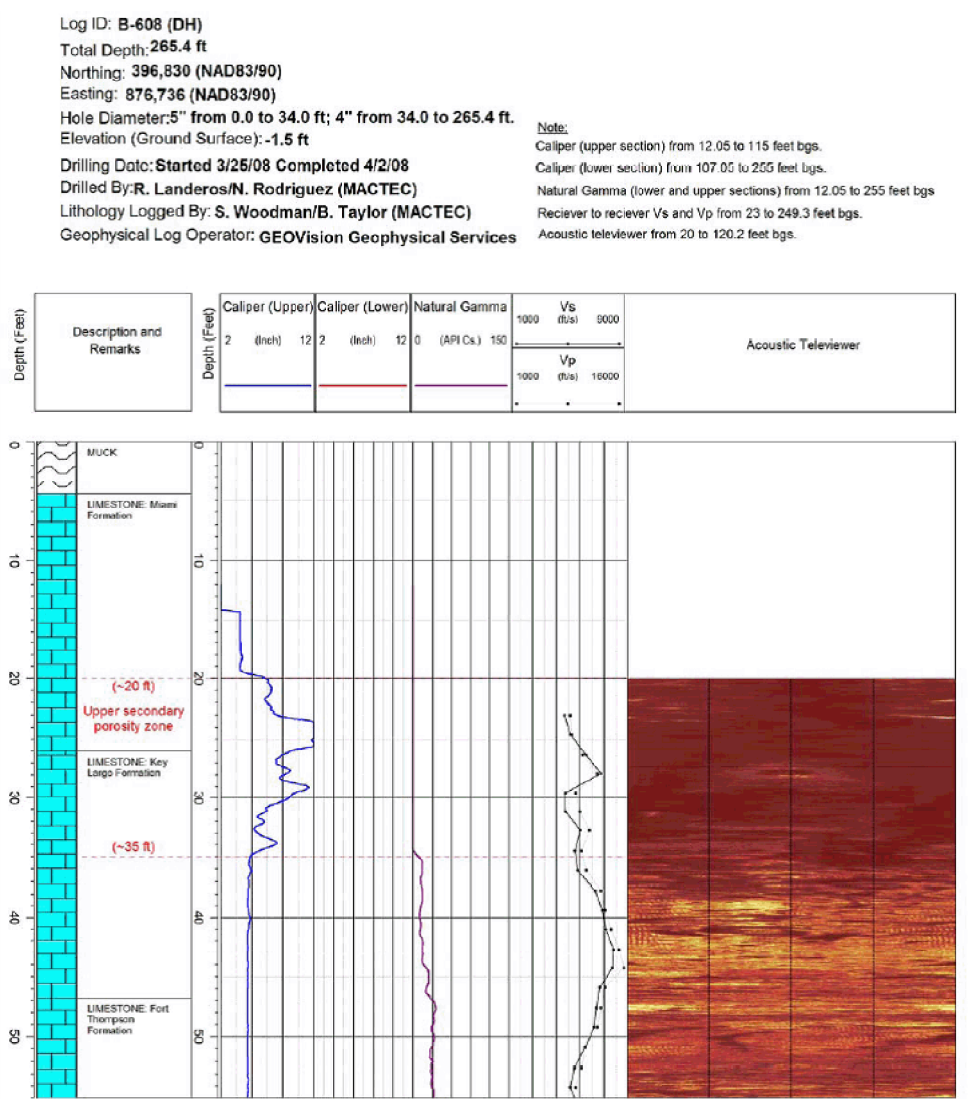 Log ID: B-608 (DH)
Total Depth: 265.4 ft
Northing: 396,830 (NAD83/90)
Easting: 876,736 (NAD83/90)
Hole Diameter:5" from 0.0 to 34.0 ft; 4" from 34.0 to 265.4 ft.
Elevation (Ground Surface): -1.5 ft
Drilling Date: Started 3/25/08 Completed 4/2/08
Drilled By:R. Landeros/N. Rodriguez (MACTEC)
Lithology Logged By: S. Woodman/B. Taylor (MACTEC)
Geophysical Log Operator: GEOVision Geophysical Services
Note:
Caliper (upper section) from 12.05 to 115 feet bgs.
Caliper (lower section) from 107.05 to 255 feet bgs.
Natural Gamma (lower and upper sections) from 12.05 to 255 feet bgs
Reciever to reciever Vs and Vp from 23 to 249.3 feet bgs.
Acoustic televiewer from 20 to 120.2 feet bgs.
Depth (Feet)
Description and
Remarks
Depth (Feet)
Caliper (Upper)
2 (Inch) 12
Caliper (Lower)
2 (Inch) 12
Natural Gamma
0 (API Cs.) 150
Vs
1000 (ft/s) 9000
Vp
1000 (ft/s) 16000
Acoustic Televiewer
0
MUCK
0
LIMESTONE: Miami
Formation
10
10
20
20
(~20 ft)
Upper secondary
porosity zone
LIMESTONE: Key
Largo Formation
30
30
(~35 ft)
40
40
LIMESTONE: Fort
Thompson
Formation
50
50